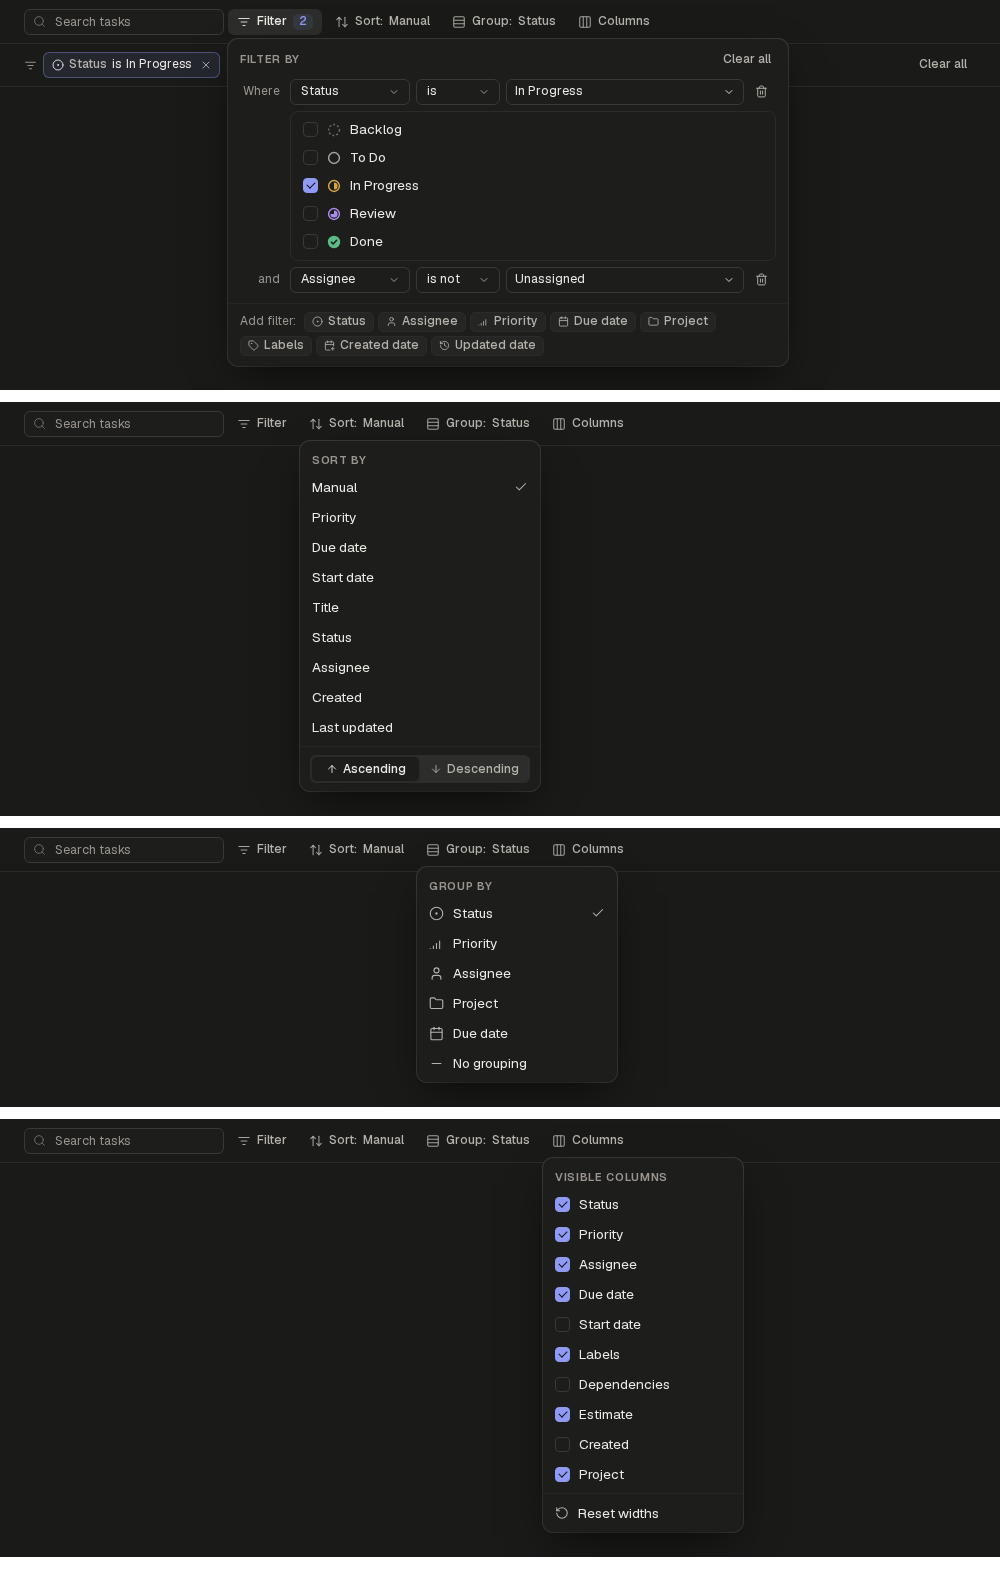 Search tasks Filter 2 Sort: Manual Group: Status Columns
Status is In Progress Clear all
FILTER BY Clear all
Where Status is In Progress
Backlog
To Do
In Progress
Review
Done
and Assignee is not Unassigned
Add filter: Status Assignee Priority Due date Project
Labels Created date Updated date
Search tasks Filter Sort: Manual Group: Status Columns
SORT BY
Manual
Priority
Due date
Start date
Title
Status
Assignee
Created
Last updated
Ascending Descending
Search tasks Filter Sort: Manual Group: Status Columns
GROUP BY
Status
Priority
Assignee
Project
Due date
No grouping
Search tasks Filter Sort: Manual Group: Status Columns
VISIBLE COLUMNS
Status
Priority
Assignee
Due date
Start date
Labels
Dependencies
Estimate
Created
Project
Reset widths